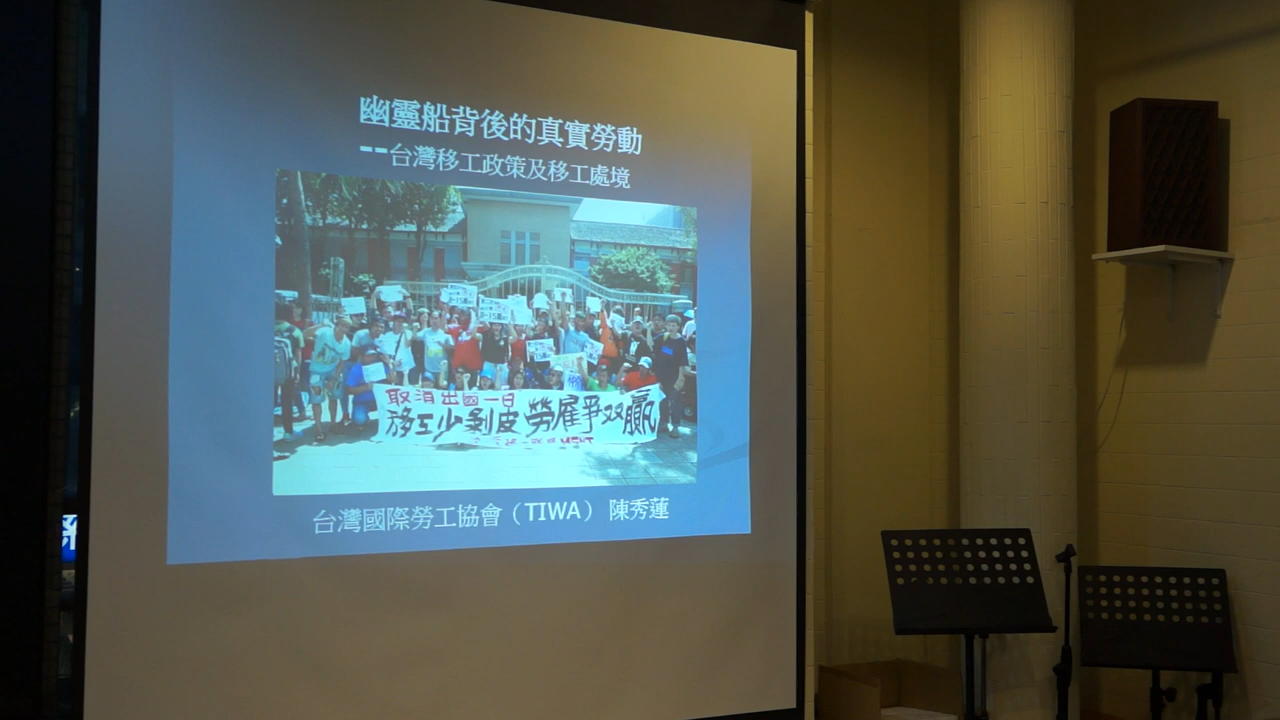 幽靈船背後的真實勞動
--台灣移工政策及移工處境
取消出國一日
移工少剝皮 勞雇爭双贏
台灣國際勞工協會（TIWA） 陳秀蓮